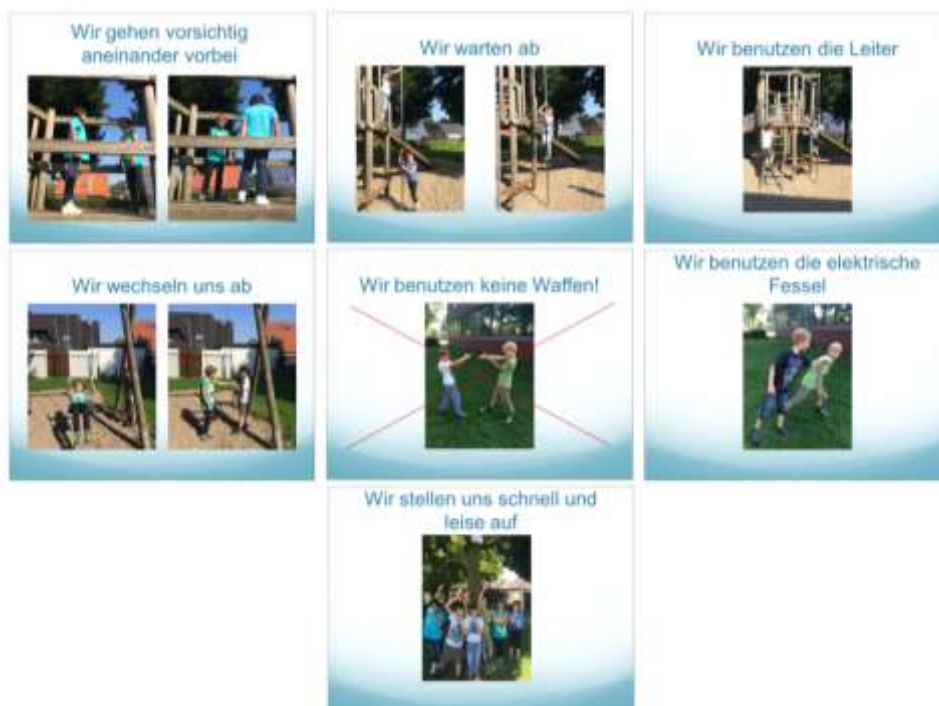 Wir gehen vorsichtig
aneinander vorbei
Wir warten ab
Wir benutzen die Leiter
Wir wechseln uns ab
Wir benutzen keine Waffen!
Wir benutzen die elektrische
Fessel
Wir stellen uns schnell und
leise auf